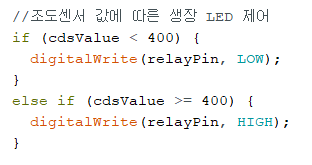 //조도센서 값에 따른 생장 LED 제어
if (cdsValue < 400) {
  digitalWrite(relayPin, LOW);
}
else if (cdsValue >= 400) {
  digitalWrite(relayPin, HIGH);
}